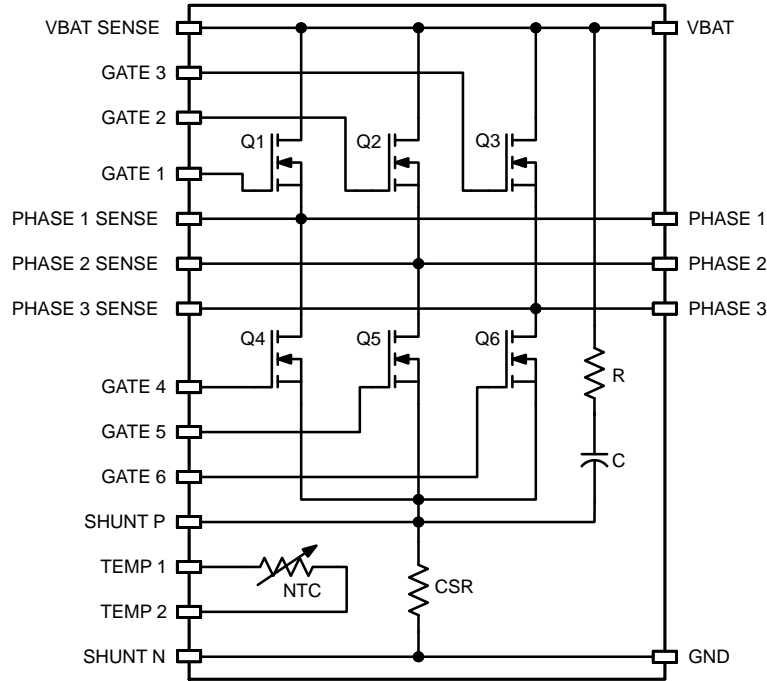 VBAT SENSE
VBAT
GATE 3
GATE 2
Q1
Q2
Q3
GATE 1
PHASE 1 SENSE
PHASE 1
PHASE 2 SENSE
PHASE 2
PHASE 3 SENSE
PHASE 3
Q4
Q5
Q6
R
GATE 4
GATE 5
C
GATE 6
SHUNT P
TEMP 1
NTC
CSR
TEMP 2
SHUNT N
GND